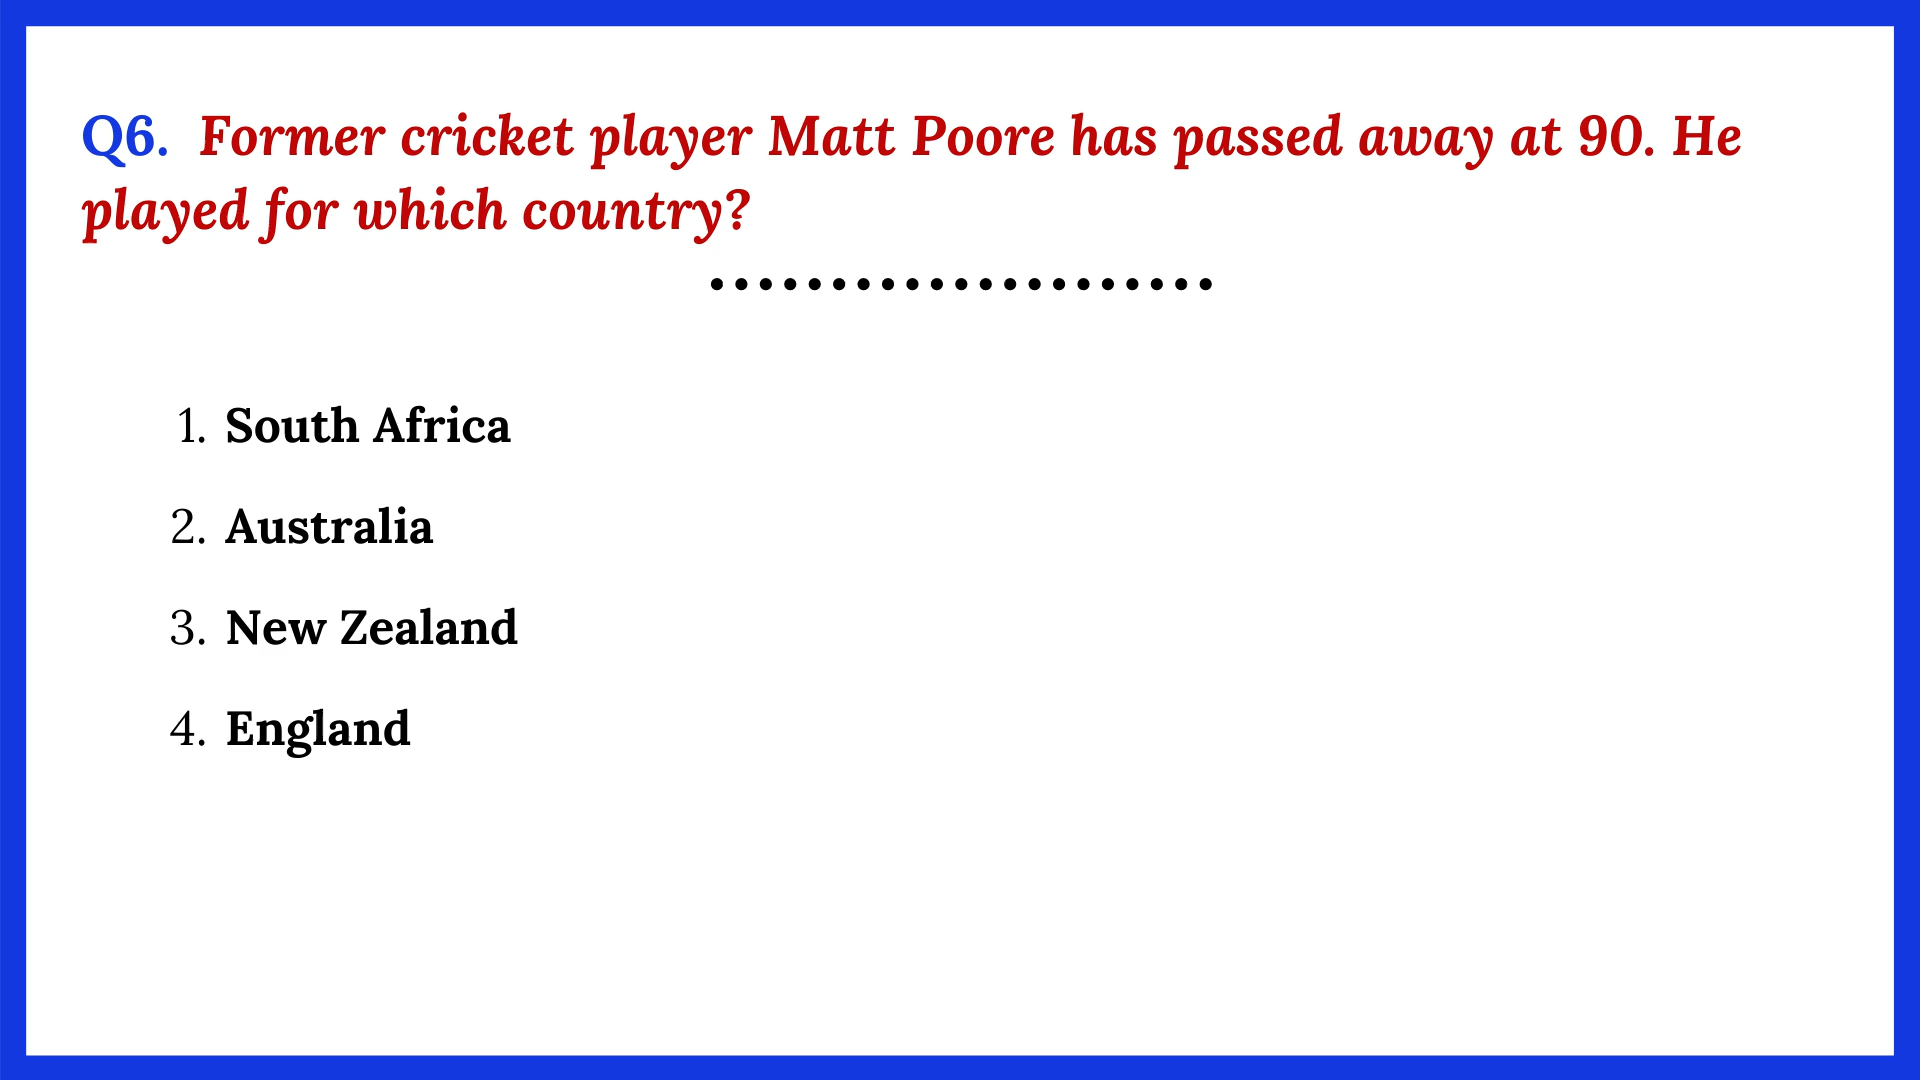 Q6. Former cricket player Matt Poore has passed away at 90. He
played for which country?
1. South Africa
2. Australia
3. New Zealand
4. England